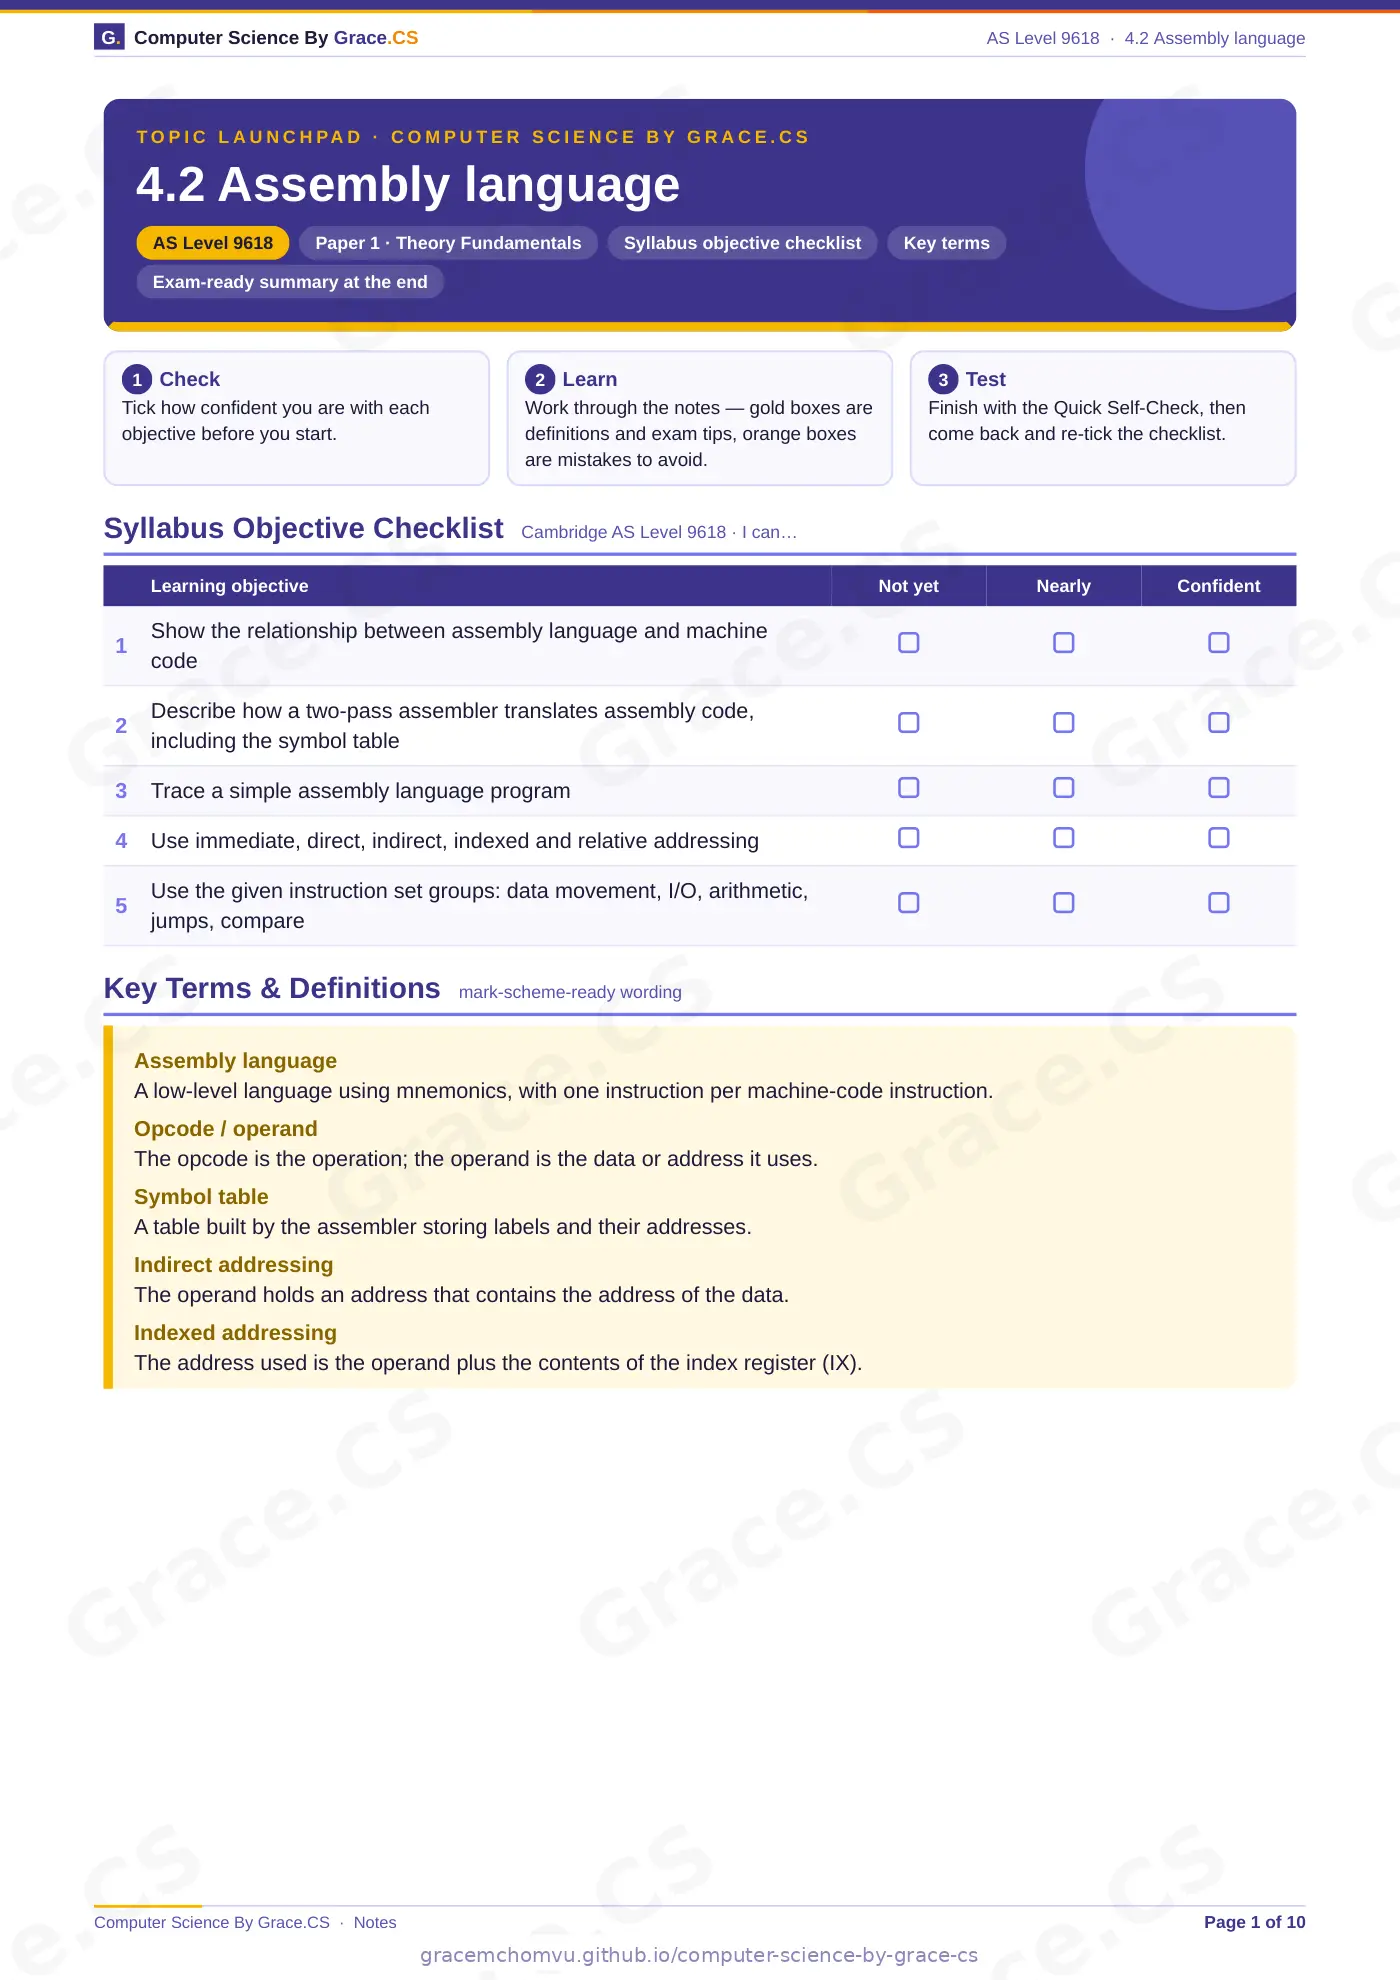 G. Computer Science By Grace.CS
AS Level 9618 · 4.2 Assembly language
TOPIC LAUNCHPAD · COMPUTER SCIENCE BY GRACE.CS
4.2 Assembly language
AS Level 9618
Paper 1 · Theory Fundamentals
Syllabus objective checklist
Key terms
Exam-ready summary at the end
1 Check
Tick how confident you are with each
objective before you start.
2 Learn
Work through the notes — gold boxes are
definitions and exam tips, orange boxes
are mistakes to avoid.
3 Test
Finish with the Quick Self-Check, then
come back and re-tick the checklist.
Syllabus Objective Checklist Cambridge AS Level 9618 · I can…
Learning objective Not yet Nearly Confident
1 Show the relationship between assembly language and machine
code
2 Describe how a two-pass assembler translates assembly code,
including the symbol table
3 Trace a simple assembly language program
4 Use immediate, direct, indirect, indexed and relative addressing
5 Use the given instruction set groups: data movement, I/O, arithmetic,
jumps, compare
Key Terms & Definitions mark-scheme-ready wording
Assembly language
A low-level language using mnemonics, with one instruction per machine-code instruction.
Opcode / operand
The opcode is the operation; the operand is the data or address it uses.
Symbol table
A table built by the assembler storing labels and their addresses.
Indirect addressing
The operand holds an address that contains the address of the data.
Indexed addressing
The address used is the operand plus the contents of the index register (IX).
Computer Science By Grace.CS · Notes
Page 1 of 10
gracemchomvu.github.io/computer-science-by-grace-cs